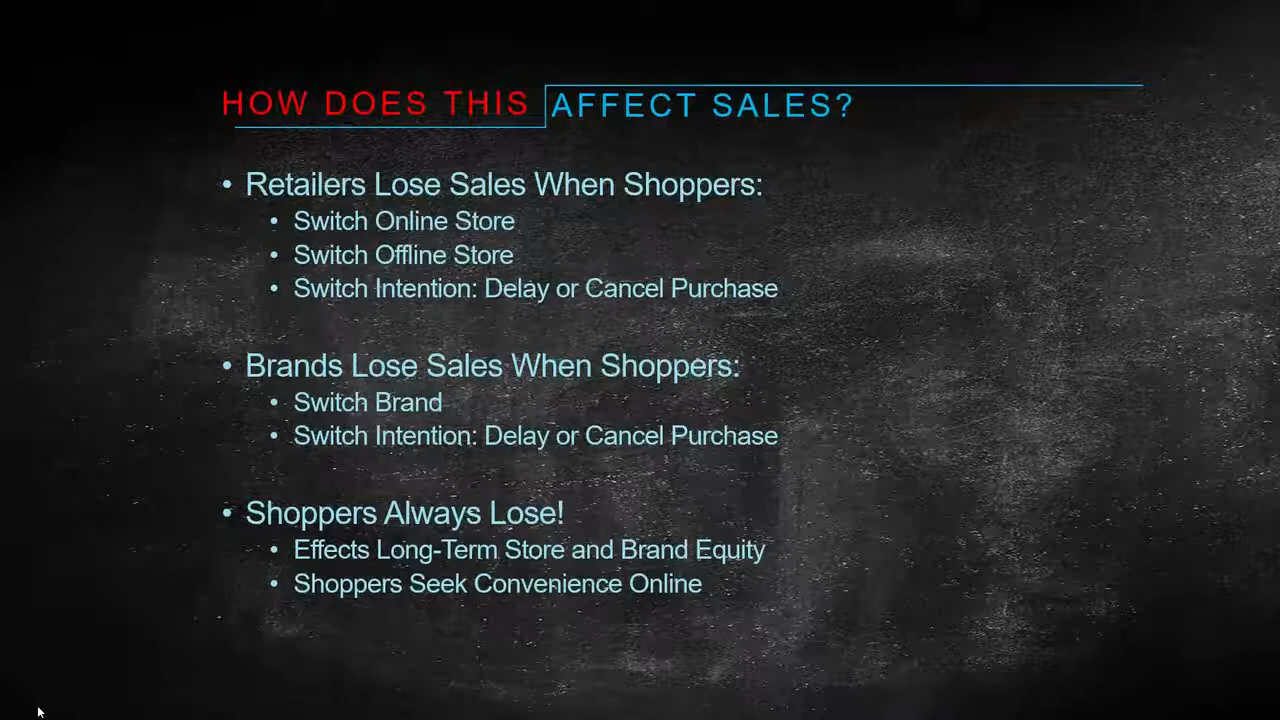 HOW DOES THIS AFFECT SALES?
• Retailers Lose Sales When Shoppers:
• Switch Online Store
• Switch Offline Store
• Switch Intention: Delay or Cancel Purchase
• Brands Lose Sales When Shoppers:
• Switch Brand
• Switch Intention: Delay or Cancel Purchase
• Shoppers Always Lose!
• Effects Long-Term Store and Brand Equity
• Shoppers Seek Convenience Online